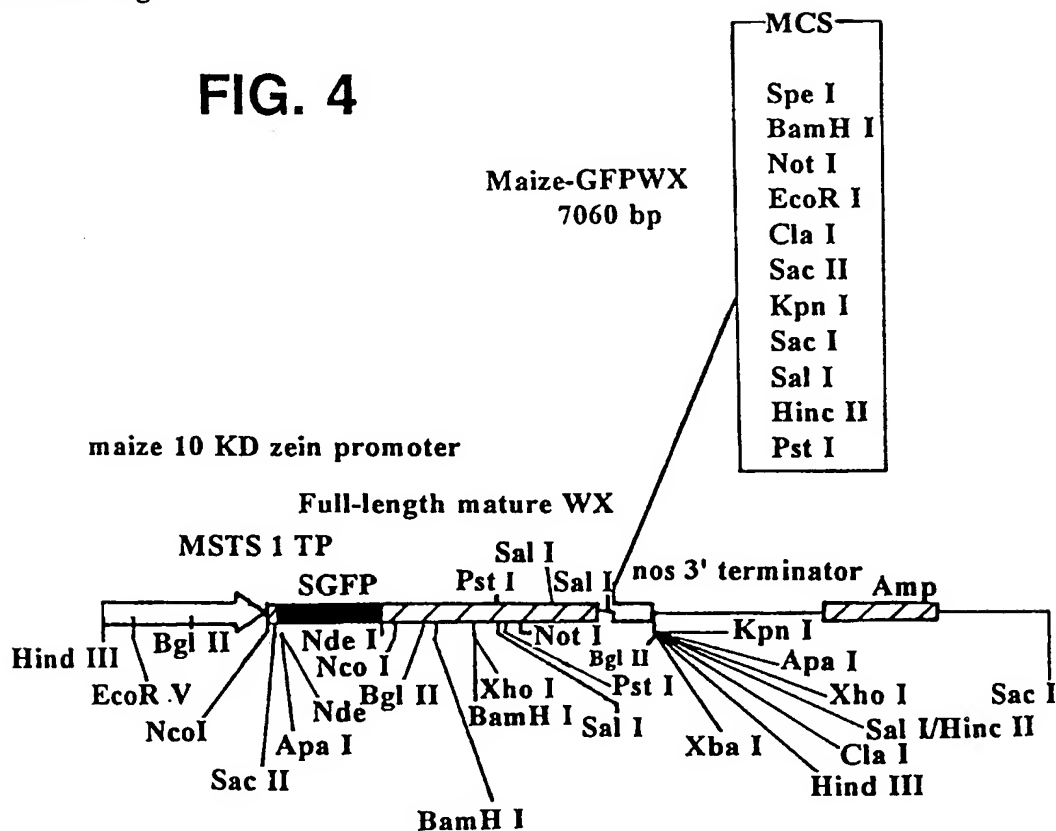 FIG. 4
MCS
Spe I
BamH I
Not I
EcoR I
Cla I
Sac II
Kpn I
Sac I
Sal I
Hinc II
Pst I
Maize-GFPWX
7060 bp
maize 10 KD zein promoter
Full-length mature WX
MSTS 1 TP
SGFP
Pst I
Sal I
Sal I
nos 3' terminator
Amp
Hind III
EcoR V
Bgl II
NcoI
Sac II
Apa I
Nde
Nde I
Nco I
Bgl II
BamH I
Xho I
BamH I
Not I
Pst I
Sal I
Bgl II
Xba I
Kpn I
Apa I
Xho I
Sal I/Hinc II
Cla I
Hind III
Sac I